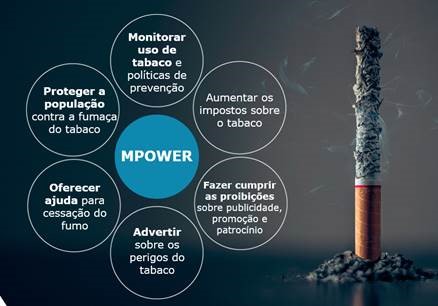 Monitorar
uso de
tabaco e
políticas de
prevenção
Proteger a
população
contra a fumaça
do tabaco
Aumentar os
impostos sobre
o tabaco
MPOWER
Oferecer
ajuda para
cessação do
fumo
Fazer cumprir
as proibições
sobre publicidade,
promoção e
patrocínio
Advertir
sobre os
perigos do
tabaco